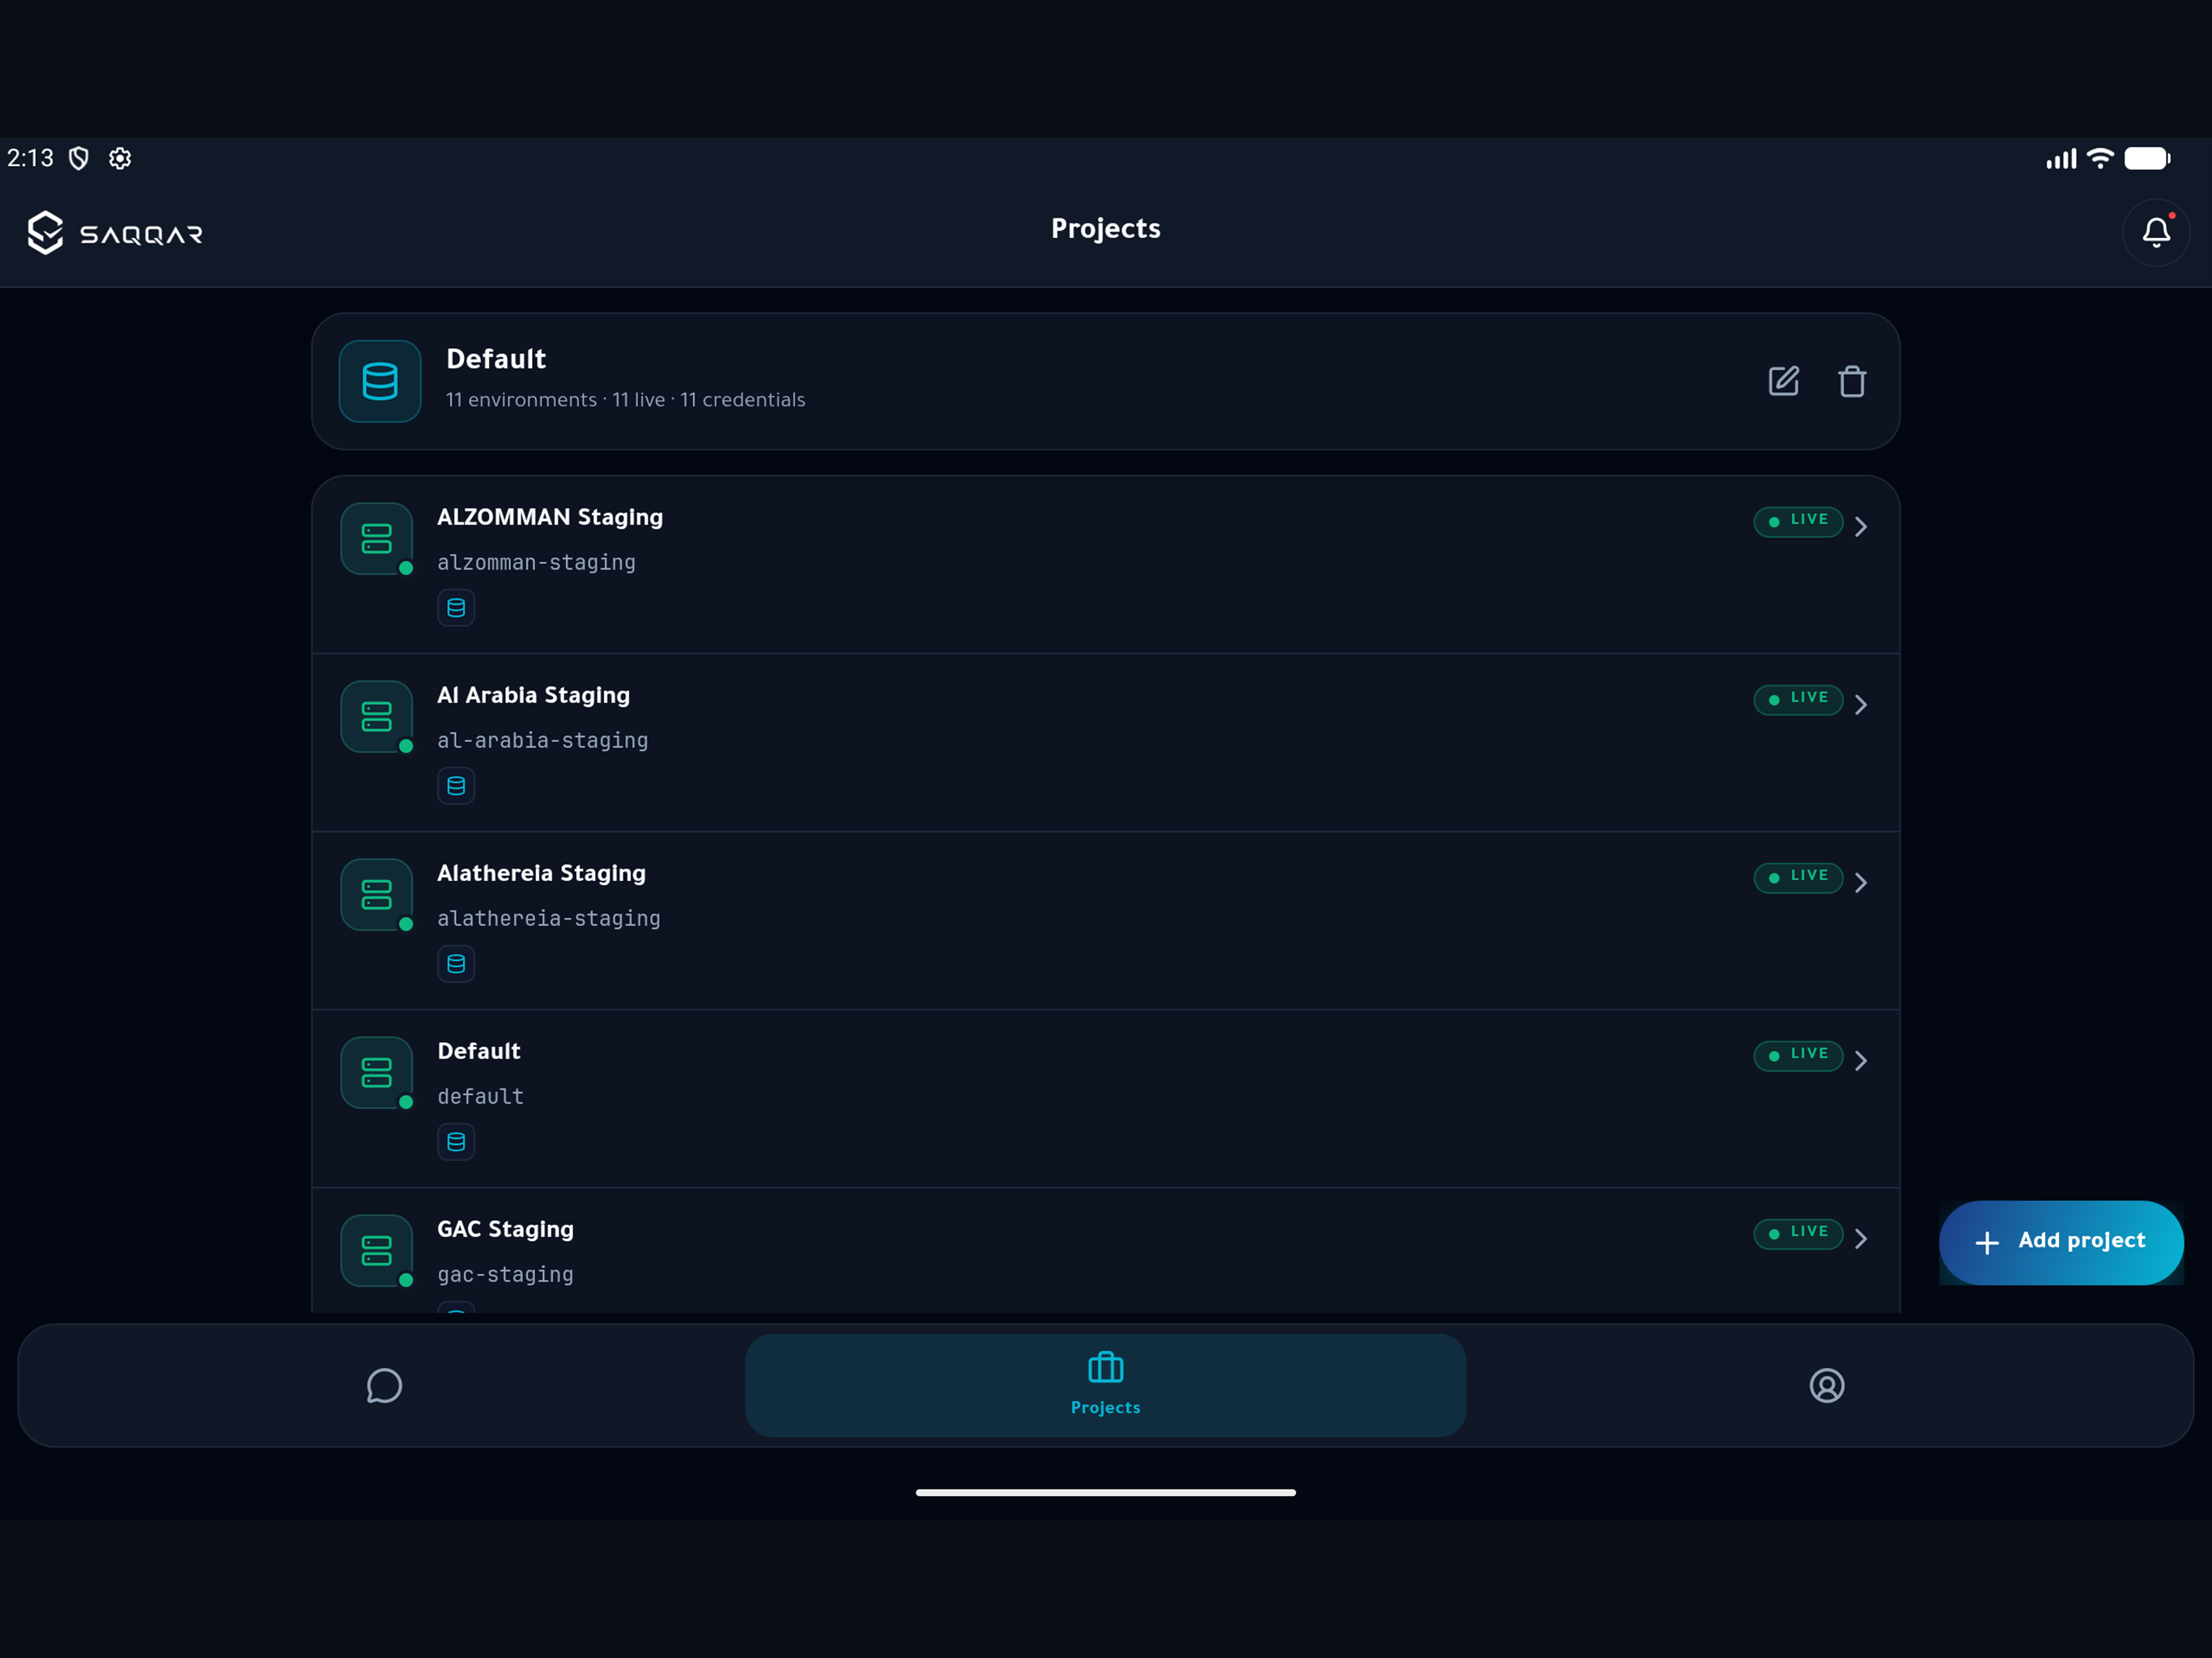 2:13
SAQQAR
Projects
Default
11 environments · 11 live · 11 credentials
ALZOMMAN Staging
LIVE
alzomman-staging
Al Arabia Staging
LIVE
al-arabia-staging
Alathereia Staging
LIVE
alathereia-staging
Default
LIVE
default
GAC Staging
LIVE
gac-staging
Add project
Projects